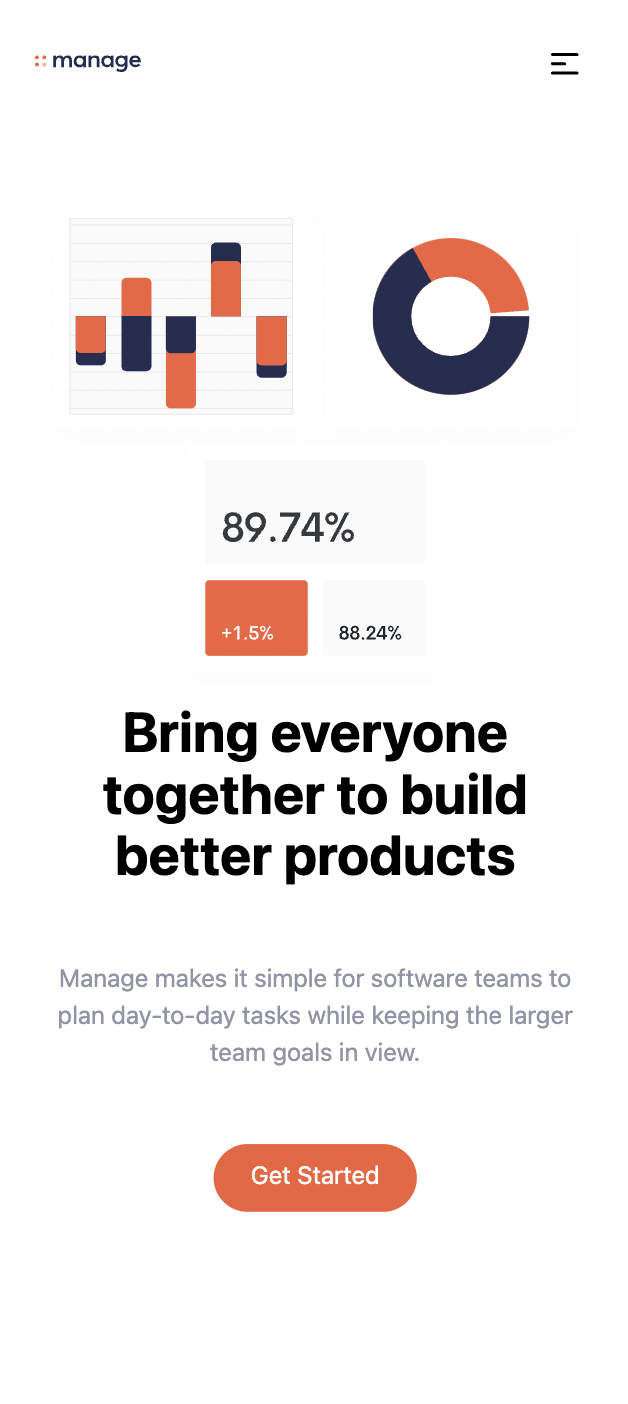 manage
89.74%
+1.5%
88.24%
Bring everyone
together to build
better products
Manage makes it simple for software teams to
plan day-to-day tasks while keeping the larger
team goals in view.
Get Started